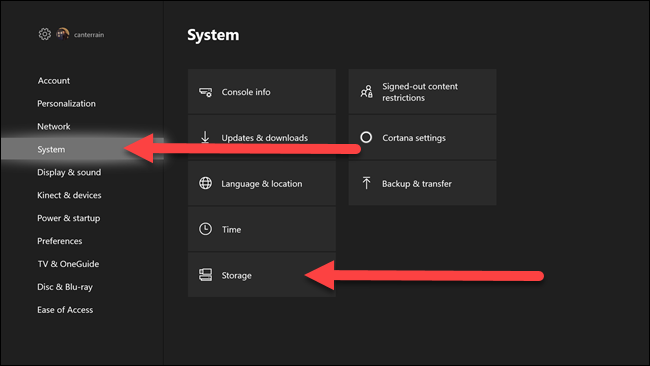 canterrain
System
Account
Personalization
Network
System
Display & sound
Kinect & devices
Power & startup
Preferences
TV & OneGuide
Disc & Blu-ray
Ease of Access
Console info
Updates & downloads
Language & location
Time
Storage
Signed-out content
restrictions
Cortana settings
Backup & transfer